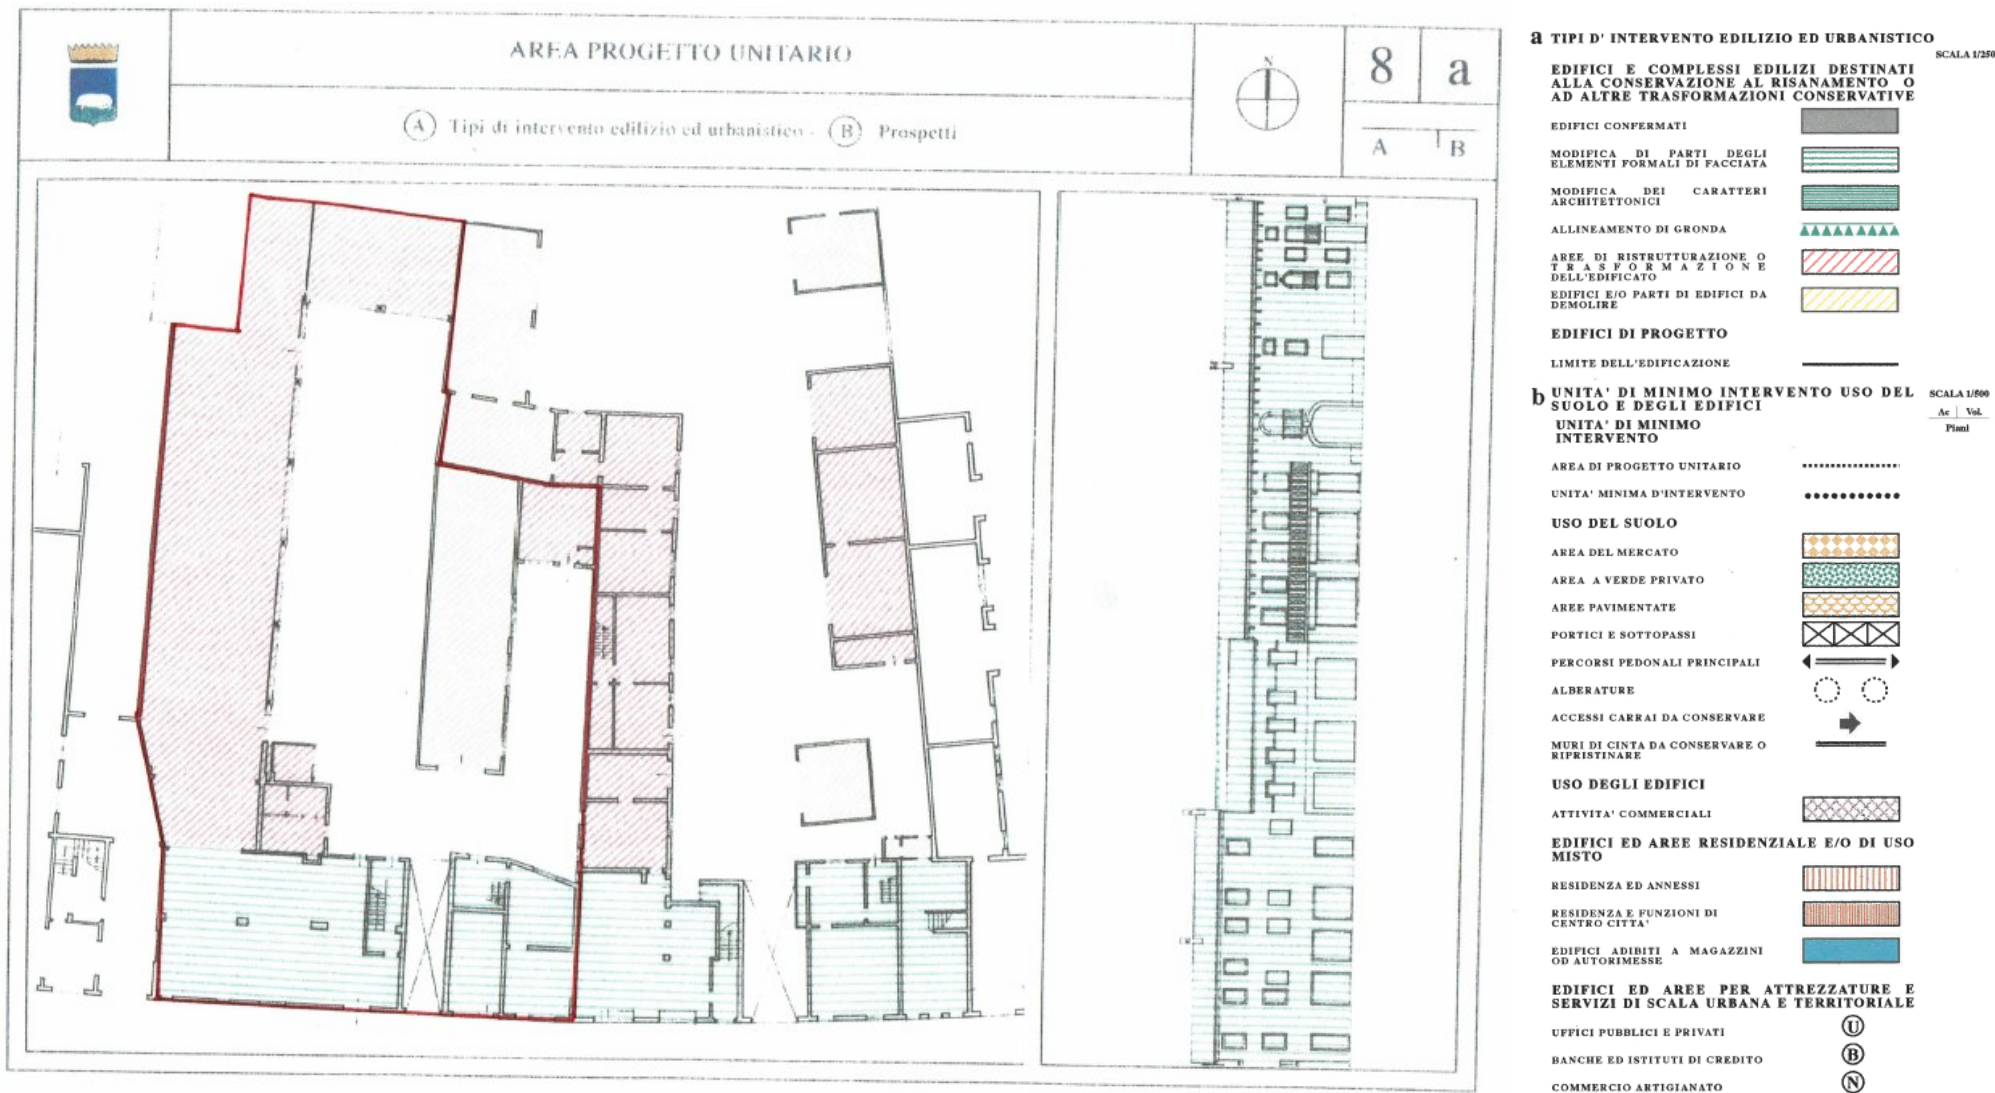 AREA PROGETTO UNITARIO
A Tipi di intervento edilizio ed urbanistico - B Prospetti
N
8 a
A B
a TIPI D' INTERVENTO EDILIZIO ED URBANISTICO
SCALA 1/250
EDIFICI E COMPLESSI EDILIZI DESTINATI
ALLA CONSERVAZIONE AL RISANAMENTO O
AD ALTRE TRASFORMAZIONI CONSERVATIVE
EDIFICI CONFERMATI
MODIFICA DI PARTI DEGLI
ELEMENTI FORMALI DI FACCIATA
MODIFICA DEI CARATTERI
ARCHITETTONICI
ALLINEAMENTO DI GRONDA
AREE DI RISTRUTTURAZIONE O
TRASFORMAZIONE
DELL'EDIFICATO
EDIFICI E/O PARTI DI EDIFICI DA
DEMOLIRE
EDIFICI DI PROGETTO
LIMITE DELL'EDIFICAZIONE
b UNITA' DI MINIMO INTERVENTO USO DEL
SUOLO E DEGLI EDIFICI
SCALA 1/500
Ac Vol.
Piani
UNITA' DI MINIMO
INTERVENTO
AREA DI PROGETTO UNITARIO
UNITA' MINIMA D'INTERVENTO
USO DEL SUOLO
AREA DEL MERCATO
AREA A VERDE PRIVATO
AREE PAVIMENTATE
PORTICI E SOTTOPASSI
PERCORSI PEDONALI PRINCIPALI
ALBERATURE
ACCESSI CARRAI DA CONSERVARE
MURI DI CINTA DA CONSERVARE O
RIPRISTINARE
USO DEGLI EDIFICI
ATTIVITA' COMMERCIALI
EDIFICI ED AREE RESIDENZIALE E/O DI USO
MISTO
RESIDENZA ED ANNESSI
RESIDENZA E FUNZIONI DI
CENTRO CITTA'
EDIFICI ADIBITI A MAGAZZINI
OD AUTORIMESSE
EDIFICI ED AREE PER ATTREZZATURE E
SERVIZI DI SCALA URBANA E TERRITORIALE
UFFICI PUBBLICI E PRIVATI U
BANCHE ED ISTITUTI DI CREDITO B
COMMERCIO ARTIGIANATO N